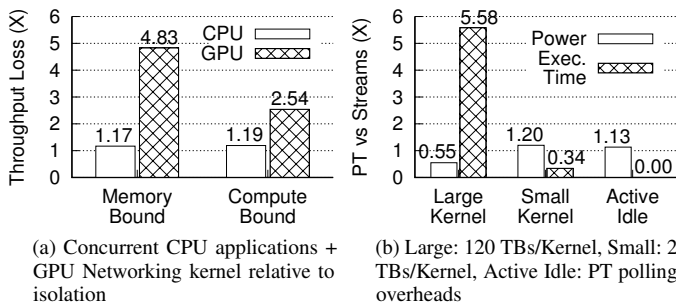 Throughput Loss (X)
6
5
4
3
2
1
0
CPU
GPU
4.83
2.54
1.17
1.19
Memory
Bound
Compute
Bound
(a) Concurrent CPU applications +
GPU Networking kernel relative to
isolation
PT vs Streams (X)
6
5
4
3
2
1
0
5.58
Power
Exec.
Time
0.55
1.20
0.34
1.13
0.00
Large
Kernel
Small
Kernel
Active
Idle
(b) Large: 120 TBs/Kernel, Small: 2
TBs/Kernel, Active Idle: PT polling
overheads